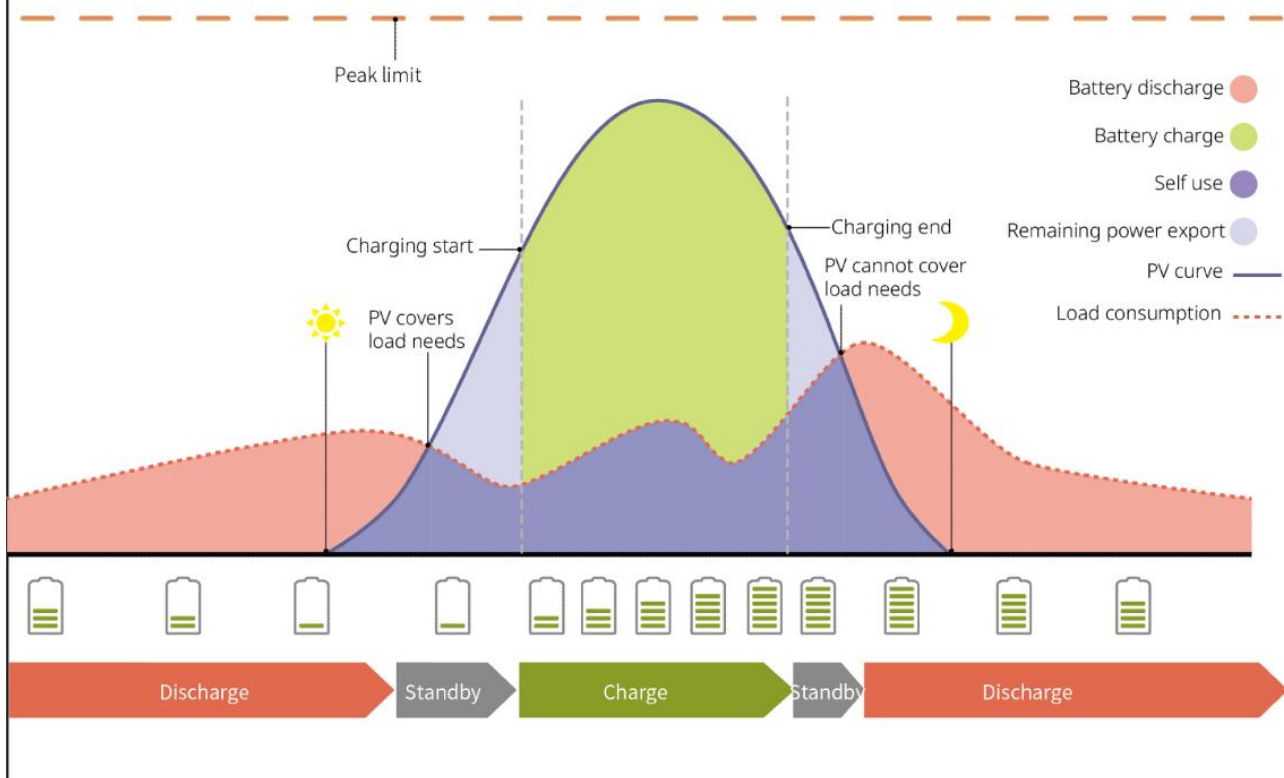 Peak limit
Battery discharge
Battery charge
Self use
Remaining power export
PV curve
Load consumption
Charging start
Charging end
PV cannot cover
load needs
PV covers
load needs
Discharge
Standby
Charge
Standby
Discharge